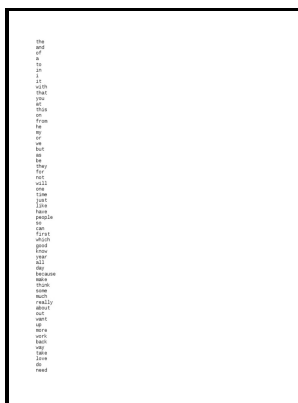 the
and
of
a
to
in
i
it
with
that
you
at
this
on
from
he
my
or
we
but
as
be
they
for
not
will
one
time
just
like
have
people
so
can
first
which
good
know
year
all
day
because
make
think
some
much
really
about
out
want
up
more
work
back
way
take
love
do
need